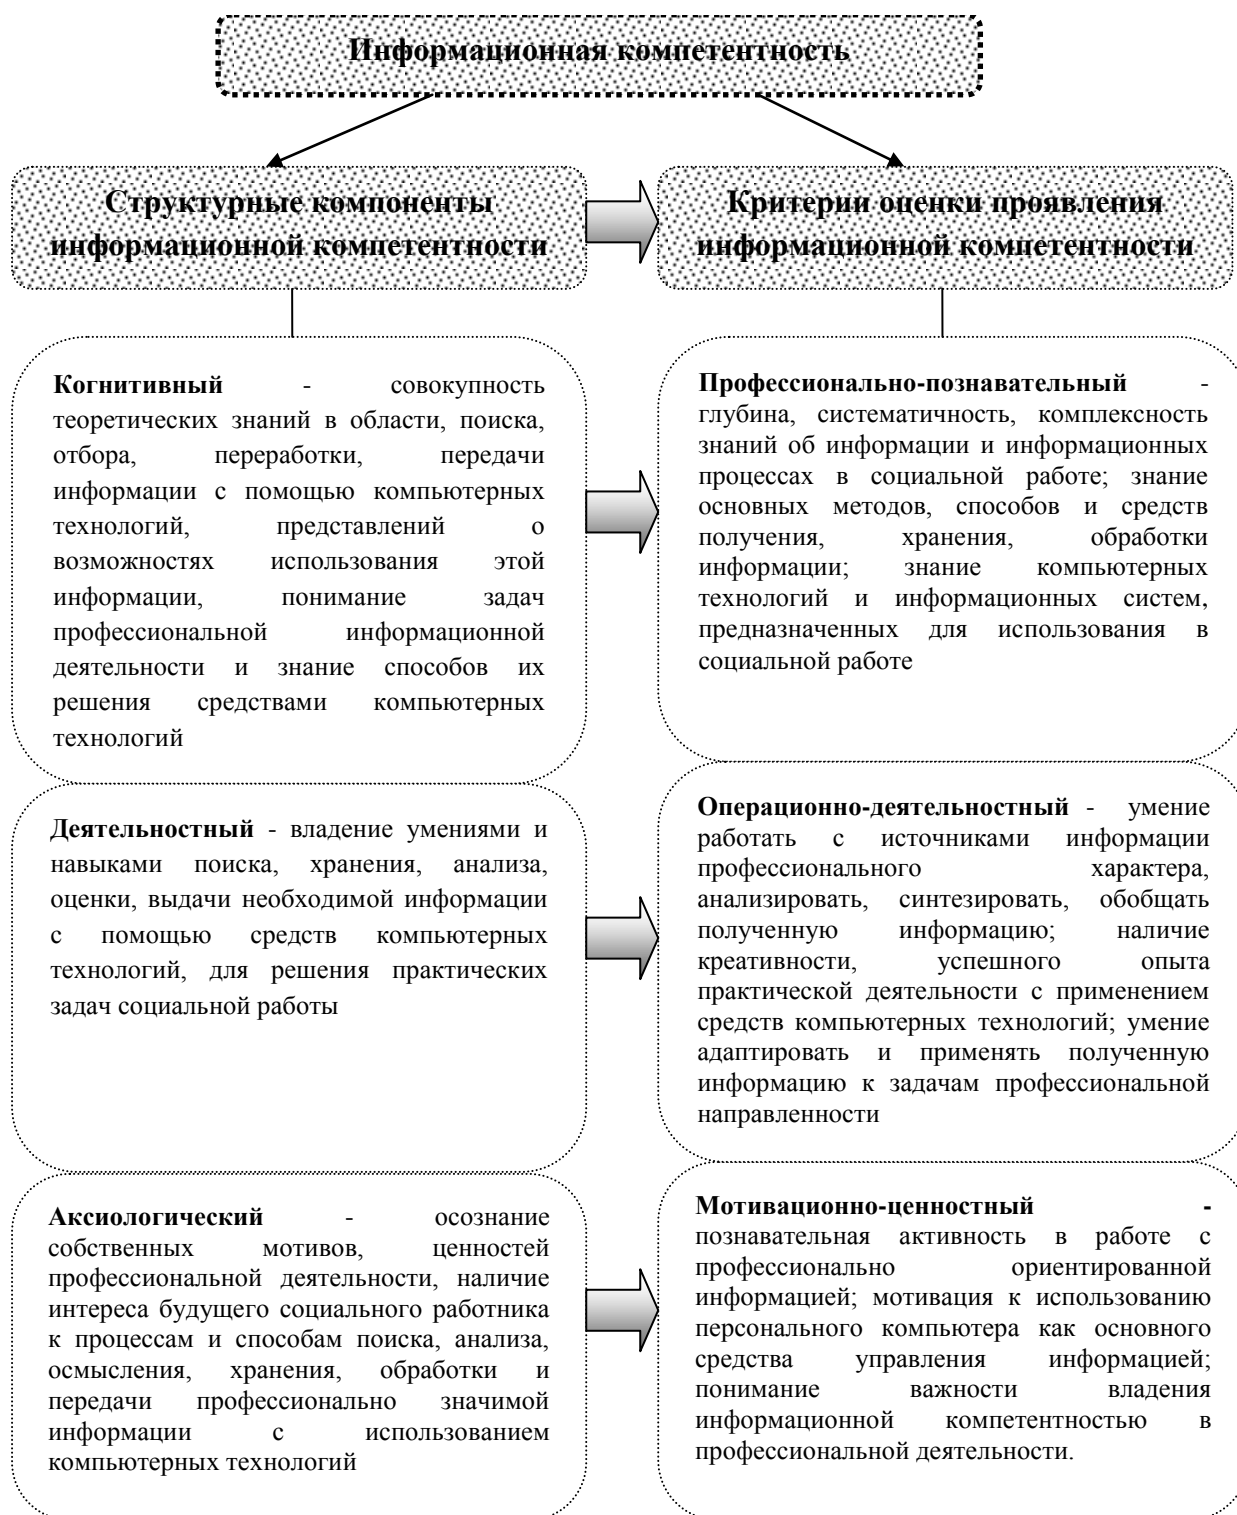 Информационная компетентность
Структурные компоненты
информационной компетентности
Критерии оценки проявления
информационной компетентности
Когнитивный - совокупность
теоретических знаний в области, поиска,
отбора, переработки, передачи
информации с помощью компьютерных
технологий, представлений о
возможностях использования этой
информации, понимание задач
профессиональной информационной
деятельности и знание способов их
решения средствами компьютерных
технологий
Профессионально-познавательный -
глубина, систематичность, комплексность
знаний об информации и информационных
процессах в социальной работе; знание
основных методов, способов и средств
получения, хранения, обработки
информации; знание компьютерных
технологий и информационных систем,
предназначенных для использования в
социальной работе
Деятельностный - владение умениями и
навыками поиска, хранения, анализа,
оценки, выдачи необходимой информации
с помощью средств компьютерных
технологий, для решения практических
задач социальной работы
Операционно-деятельностный - умение
работать с источниками информации
профессионального характера,
анализировать, синтезировать, обобщать
полученную информацию; наличие
креативности, успешного опыта
практической деятельности с применением
средств компьютерных технологий; умение
адаптировать и применять полученную
информацию к задачам профессиональной
направленности
Аксиологический - осознание
собственных мотивов, ценностей
профессиональной деятельности, наличие
интереса будущего социального работника
к процессам и способам поиска, анализа,
осмысления, хранения, обработки и
передачи профессионально значимой
информации с использованием
компьютерных технологий
Мотивационно-ценностный -
познавательная активность в работе с
профессионально ориентированной
информацией; мотивация к использованию
персонального компьютера как основного
средства управления информацией;
понимание важности владения
информационной компетентностью в
профессиональной деятельности.